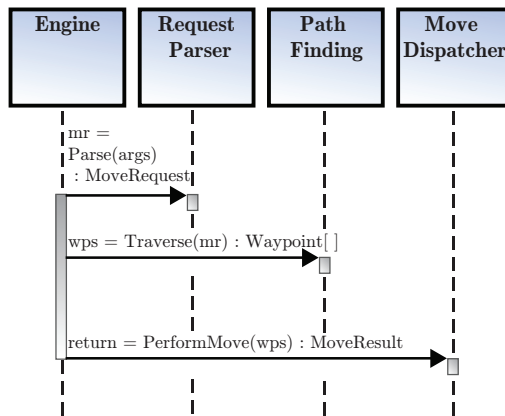 Engine
Request
Parser
Path
Finding
Move
Dispatcher
mr =
Parse(args)
: MoveRequest
wps = Traverse(mr) : Waypoint[ ]
return = PerformMove(wps) : MoveResult